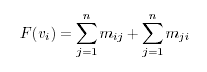 F(v_i) = \sum_{j=1}^{n} m_{ij} + \sum_{j=1}^{n} m_{ji}